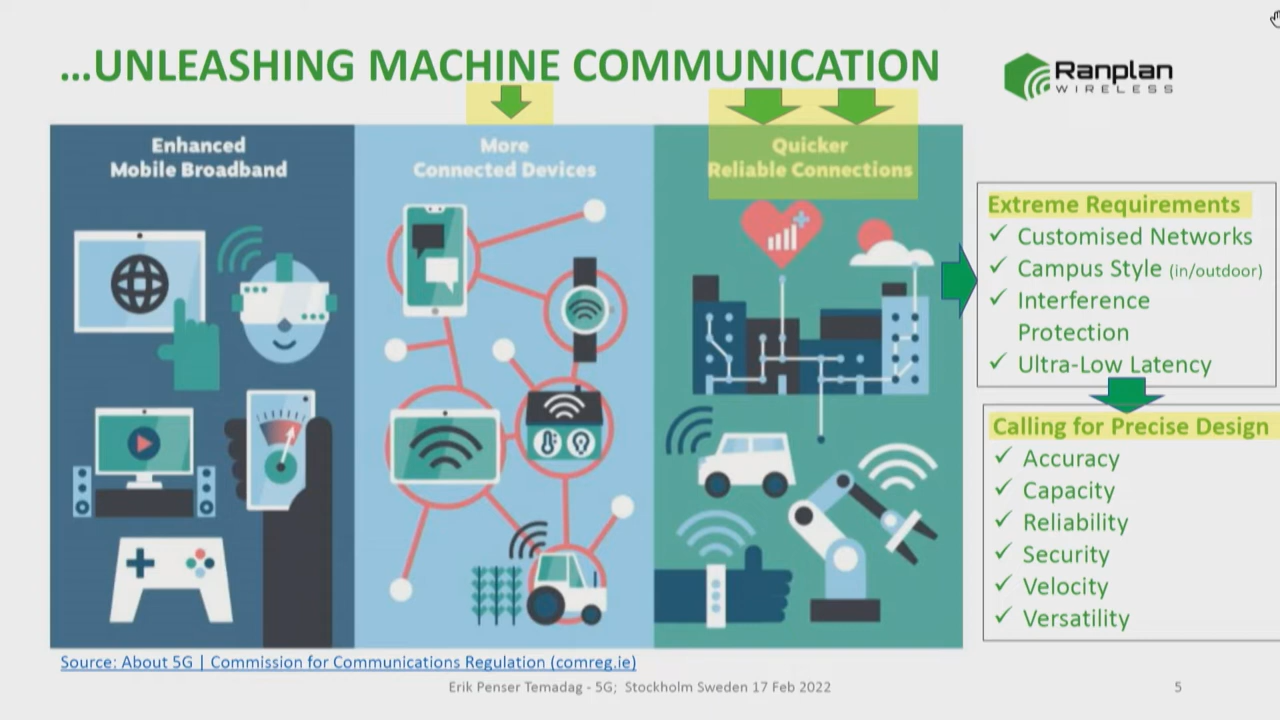 ...UNLEASHING MACHINE COMMUNICATION
Ranplan
WIRELESS
Enhanced
Mobile Broadband
More
Connected Devices
Quicker
Reliable Connections
Extreme Requirements
✓ Customised Networks
✓ Campus Style (in/outdoor)
✓ Interference
Protection
✓ Ultra-Low Latency
Calling for Precise Design
✓ Accuracy
✓ Capacity
✓ Reliability
✓ Security
✓ Velocity
✓ Versatility
Source: About 5G | Commission for Communications Regulation (comreg.ie)
Erik Penser Temadag - 5G; Stockholm Sweden 17 Feb 2022
5